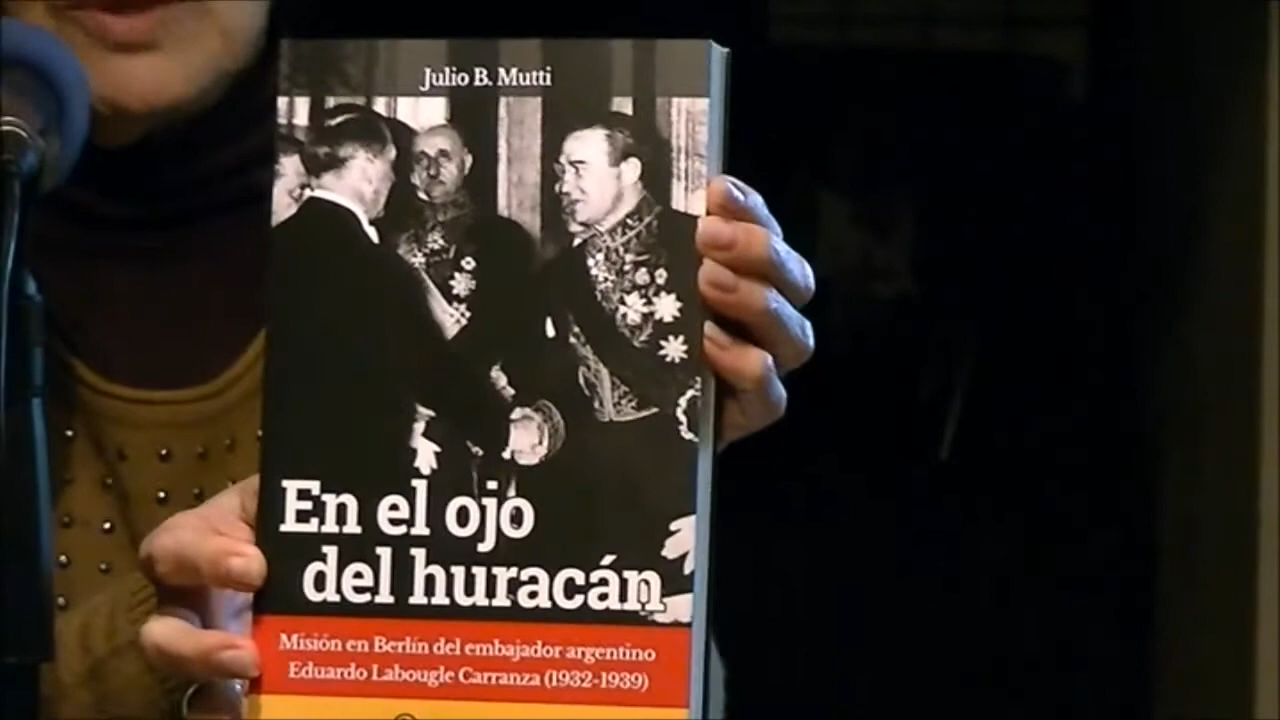 Julio B. Mutti
En el ojo
del huracán
Misión en Berlín del embajador argentino
Eduardo Labougle Carranza (1932-1939)